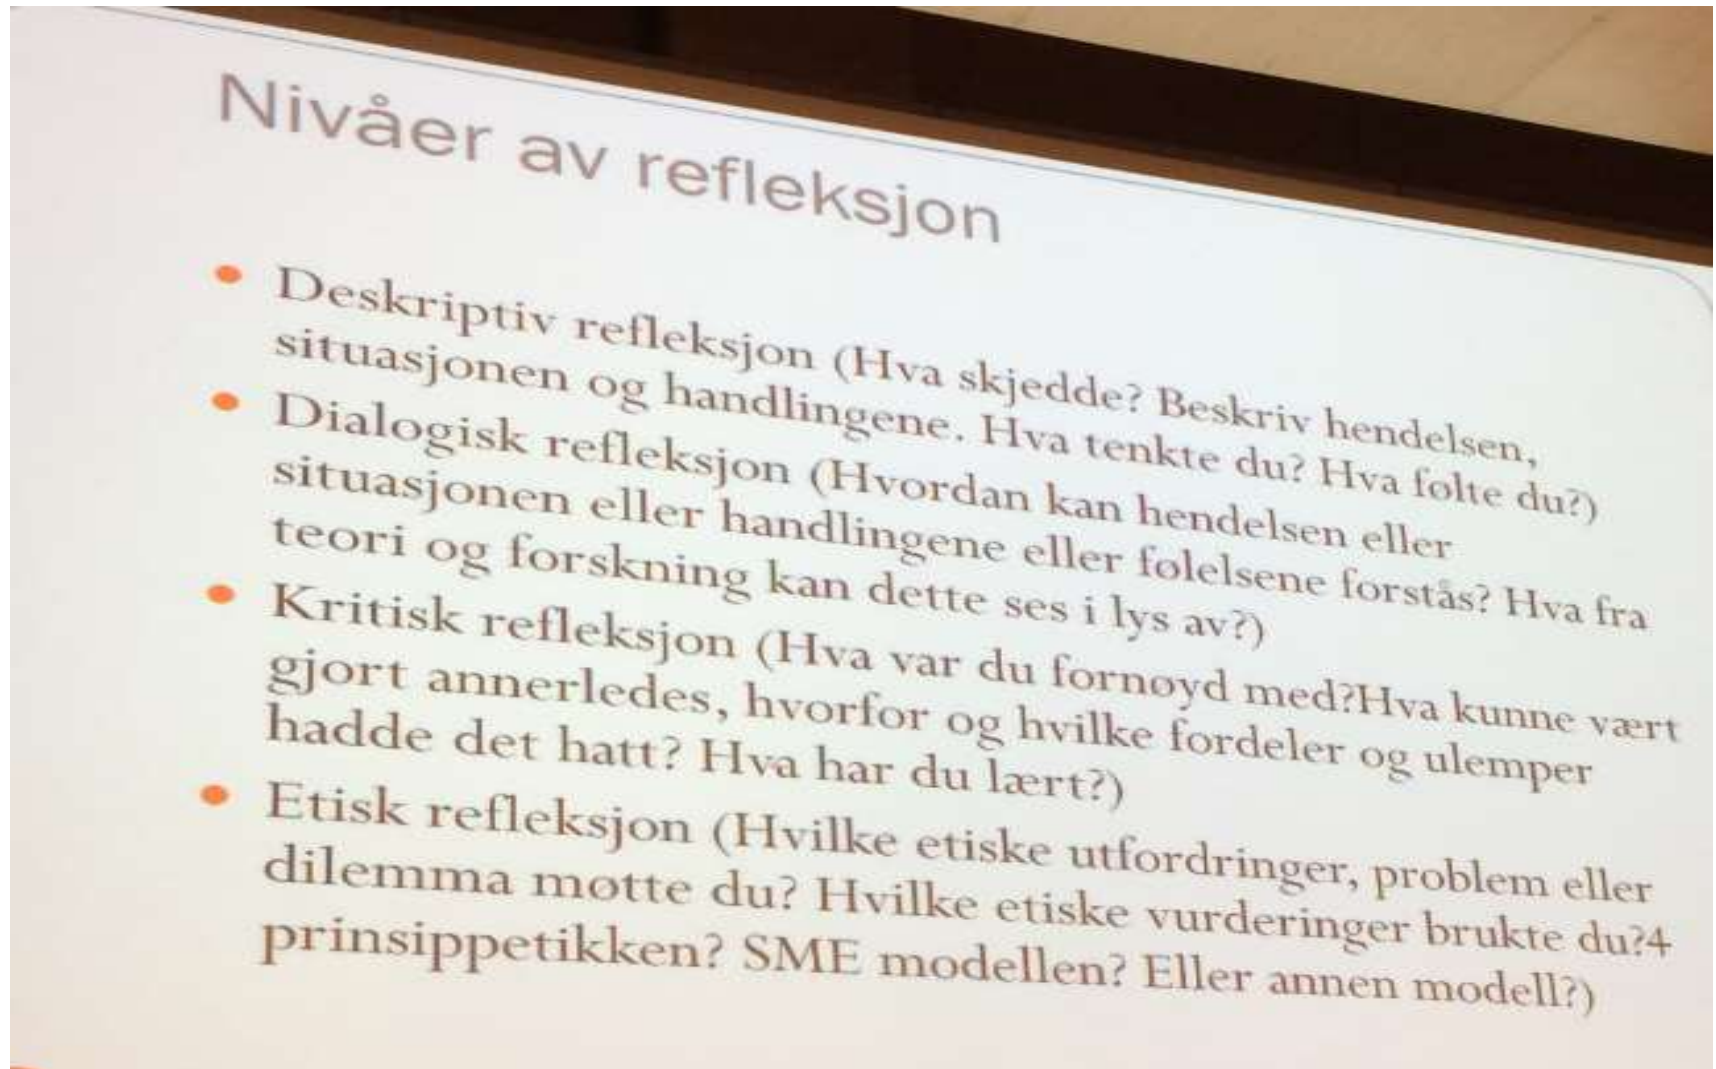 Nivåer av refleksjon
• Deskriptiv refleksjon (Hva skjedde? Beskriv hendelsen,
situasjonen og handlingene. Hva tenkte du? Hva følte du?)
• Dialogisk refleksjon (Hvordan kan hendelsen eller
situasjonen eller handlingene eller følelsene forstås? Hva fra
teori og forskning kan dette ses i lys av?)
• Kritisk refleksjon (Hva var du fornøyd med?Hva kunne vært
gjort annerledes, hvorfor og hvilke fordeler og ulemper
hadde det hatt? Hva har du lært?)
• Etisk refleksjon (Hvilke etiske utfordringer, problem eller
dilemma møtte du? Hvilke etiske vurderinger brukte du?4
prinsippetikken? SME modellen? Eller annen modell?)